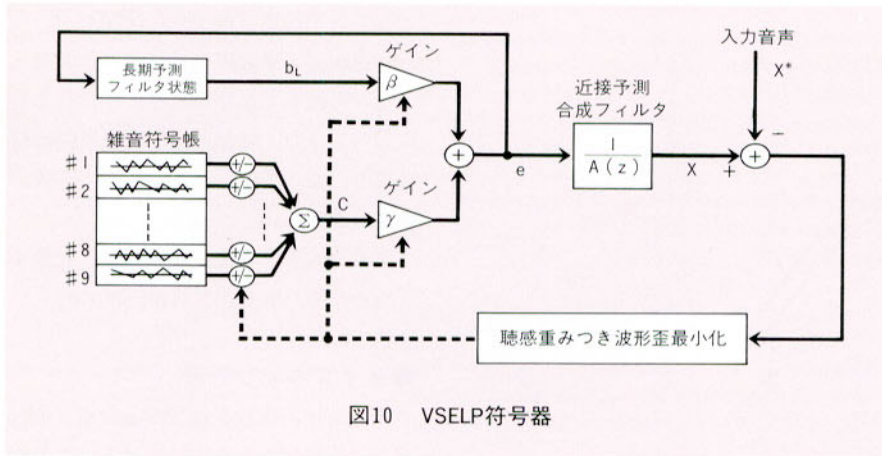 入力音声
X*
ゲイン
長期予測
フィルタ状態
b_L
β
近接予測
合成フィルタ
−
雑音符号帳
#1
+/−
#2
+/−
Σ
C
ゲイン
γ
+
e
1
A(z)
X
+
+
#8
+/−
#9
+/−
聴感重みつき波形歪最小化
図10 VSELP符号器